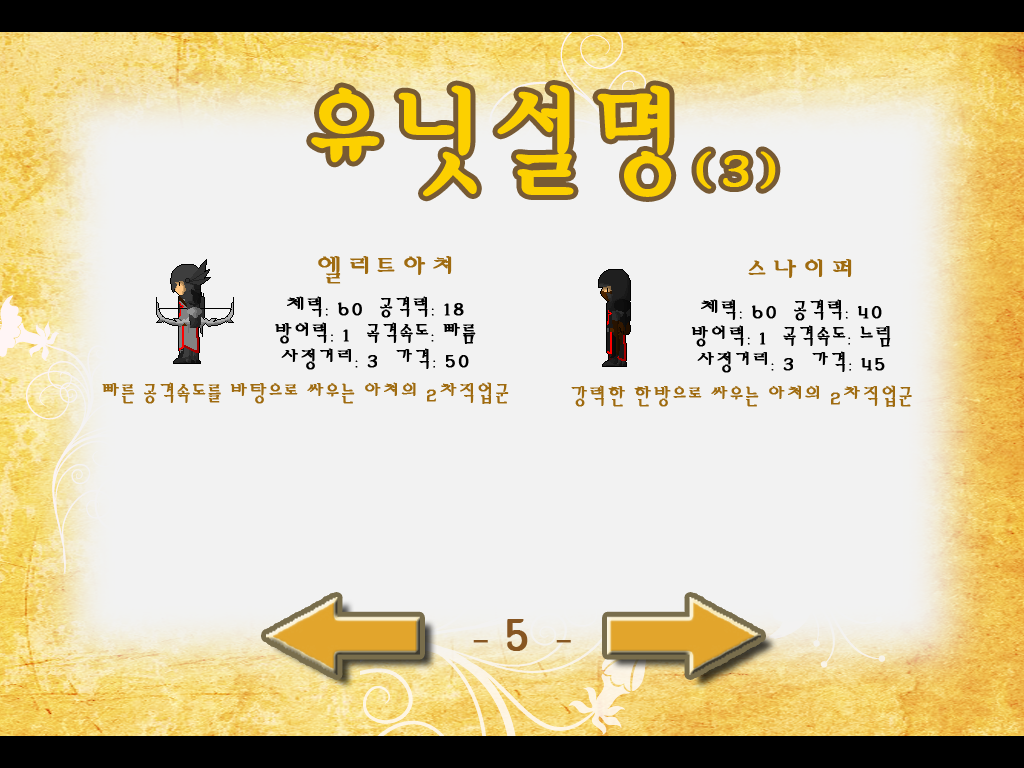 유닛설명(3)
엘리트아쳐
체력: 60 공격력: 18
방어력: 1 공격속도: 빠름
사정거리: 3 가격: 50
빠른 공격속도를 바탕으로 싸우는 아쳐의 2차직업군
스나이퍼
체력: 60 공격력: 40
방어력: 1 공격속도: 느림
사정거리: 3 가격: 45
강력한 한방으로 싸우는 아쳐의 2차직업군
- 5 -